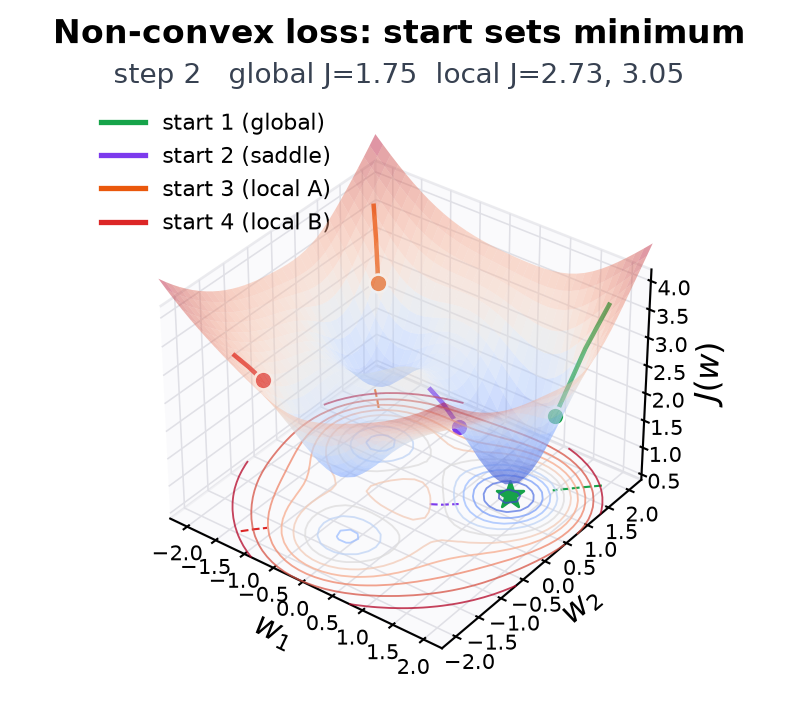 Non-convex loss: start sets minimum
step 2   global J=1.75  local J=2.73, 3.05
start 1 (global)
start 2 (saddle)
start 3 (local A)
start 4 (local B)
4.0
3.5
3.0
2.5
2.0
1.5
1.0
0.5
J(w)
−2.0
−1.5
−1.0
−0.5
0.0
0.5
1.0
1.5
2.0
w₁
2.0
1.5
1.0
0.5
0.0
−0.5
−1.0
−1.5
−2.0
w₂